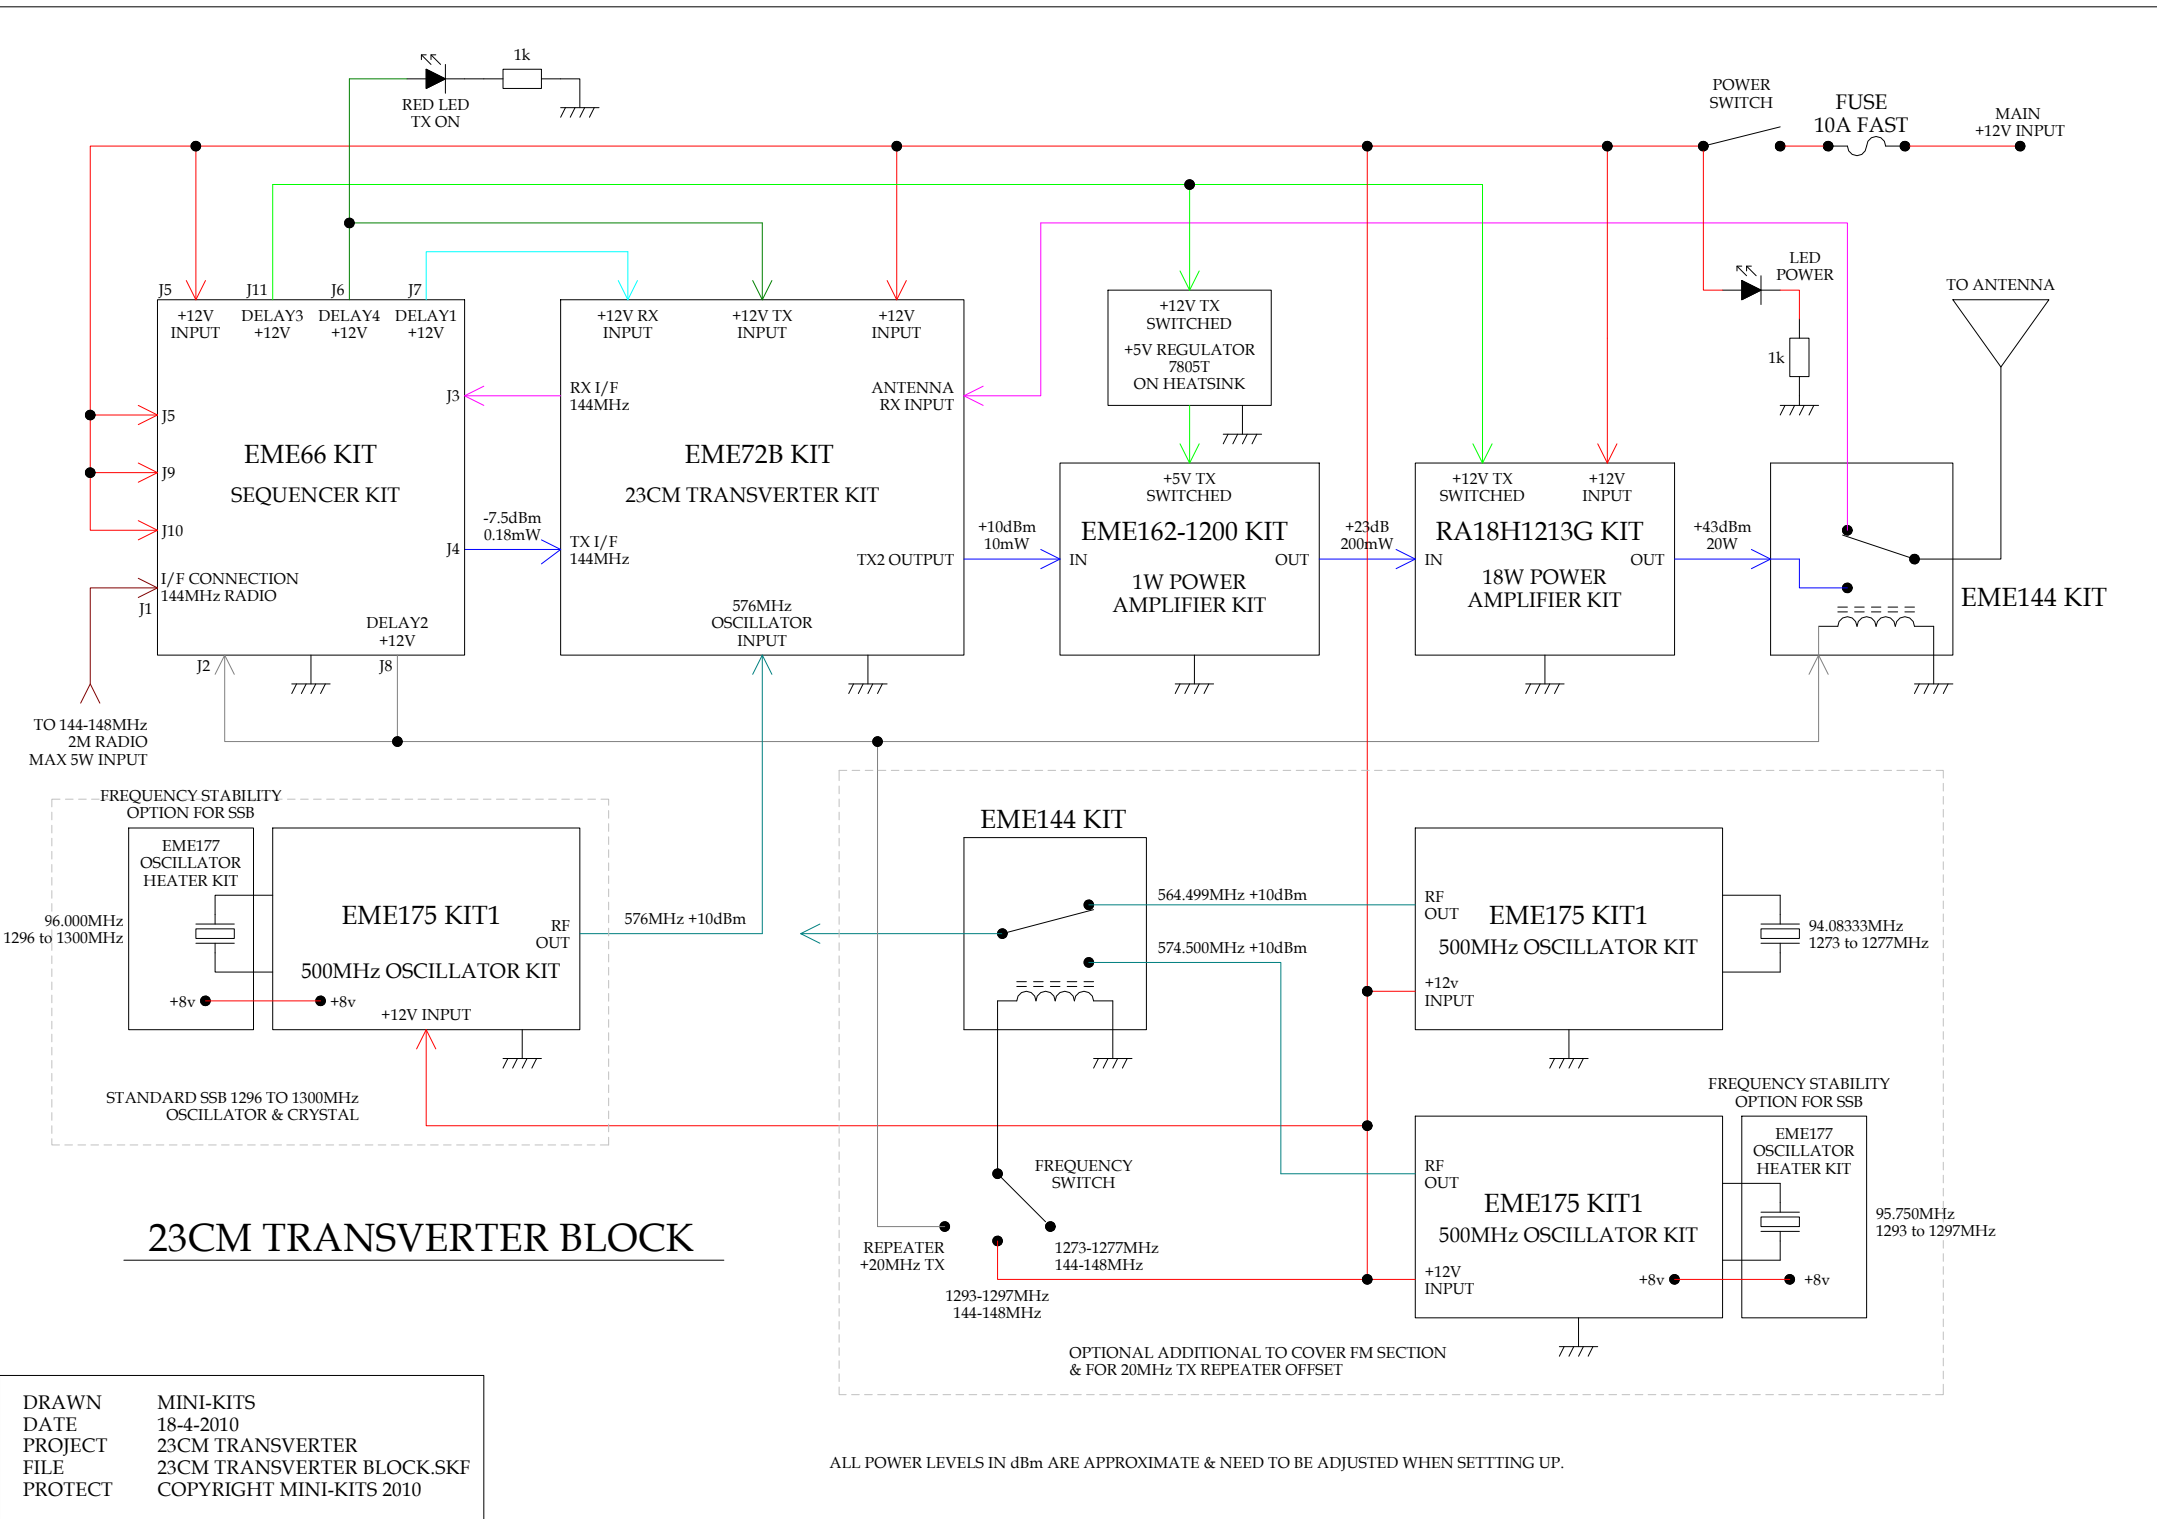 1k
RED LED
TX ON
POWER
SWITCH
FUSE
10A FAST
MAIN
+12V INPUT
LED
POWER
1k
TO ANTENNA
J5
J11
J6
J7
+12V
INPUT
DELAY3
+12V
DELAY4
+12V
DELAY1
+12V
J3
J5
J9
J10
J4
EME66 KIT
SEQUENCER KIT
I/F CONNECTION
144MHz RADIO
J1
DELAY2
+12V
J2
J8
TO 144-148MHz
2M RADIO
MAX 5W INPUT
-7.5dBm
0.18mW
+12V RX
INPUT
+12V TX
INPUT
+12V
INPUT
RX I/F
144MHz
ANTENNA
RX INPUT
EME72B KIT
23CM TRANSVERTER KIT
TX I/F
144MHz
TX2 OUTPUT
576MHz
OSCILLATOR
INPUT
+10dBm
10mW
+12V TX
SWITCHED
+5V REGULATOR
7805T
ON HEATSINK
+5V TX
SWITCHED
EME162-1200 KIT
IN
OUT
1W POWER
AMPLIFIER KIT
+23dB
200mW
+12V TX
SWITCHED
+12V
INPUT
RA18H1213G KIT
IN
OUT
18W POWER
AMPLIFIER KIT
+43dBm
20W
EME144 KIT
FREQUENCY STABILITY
OPTION FOR SSB
EME177
OSCILLATOR
HEATER KIT
96.000MHz
1296 to 1300MHz
+8v
+8v
EME175 KIT1
RF
OUT
500MHz OSCILLATOR KIT
+12V INPUT
576MHz +10dBm
STANDARD SSB 1296 TO 1300MHz
OSCILLATOR & CRYSTAL
EME144 KIT
564.499MHz +10dBm
574.500MHz +10dBm
RF
OUT
EME175 KIT1
500MHz OSCILLATOR KIT
+12v
INPUT
94.08333MHz
1273 to 1277MHz
FREQUENCY STABILITY
OPTION FOR SSB
EME177
OSCILLATOR
HEATER KIT
RF
OUT
EME175 KIT1
500MHz OSCILLATOR KIT
+12V
INPUT
+8v
+8v
95.750MHz
1293 to 1297MHz
FREQUENCY
SWITCH
REPEATER
+20MHz TX
1273-1277MHz
144-148MHz
1293-1297MHz
144-148MHz
OPTIONAL ADDITIONAL TO COVER FM SECTION
& FOR 20MHz TX REPEATER OFFSET
23CM TRANSVERTER BLOCK
DRAWN MINI-KITS
DATE 18-4-2010
PROJECT 23CM TRANSVERTER
FILE 23CM TRANSVERTER BLOCK.SKF
PROTECT COPYRIGHT MINI-KITS 2010
ALL POWER LEVELS IN dBm ARE APPROXIMATE & NEED TO BE ADJUSTED WHEN SETTTING UP.